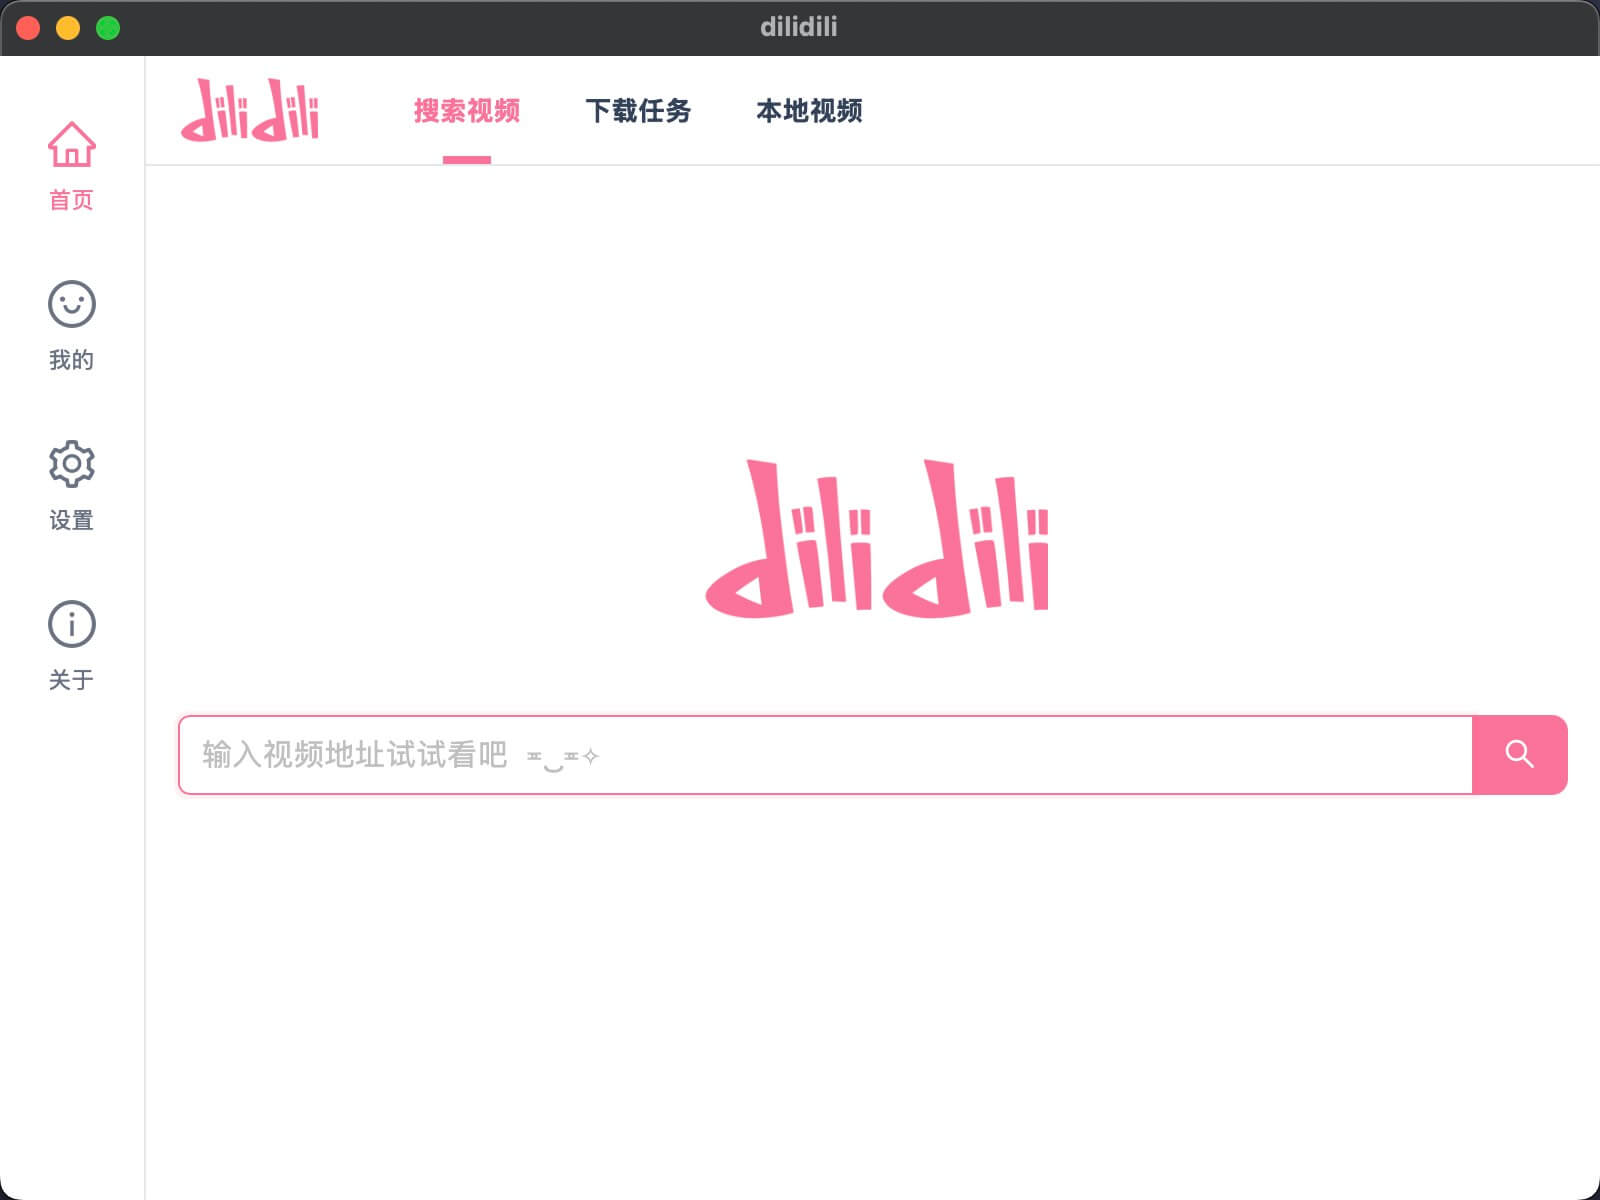 dilidili
dilidili
搜索视频
下载任务
本地视频
首页
我的
设置
关于
dilidili
输入视频地址试试看吧 =‿=✧